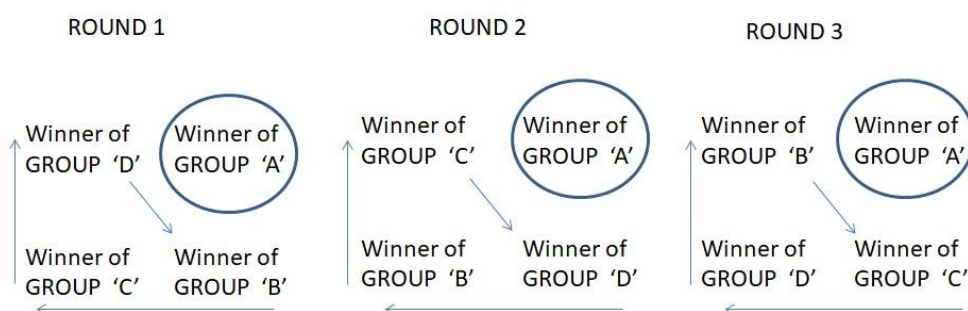 ROUND 1
Winner of
GROUP ‘D’
Winner of
GROUP ‘A’
Winner of
GROUP ‘C’
Winner of
GROUP ‘B’
ROUND 2
Winner of
GROUP ‘C’
Winner of
GROUP ‘A’
Winner of
GROUP ‘B’
Winner of
GROUP ‘D’
ROUND 3
Winner of
GROUP ‘B’
Winner of
GROUP ‘A’
Winner of
GROUP ‘D’
Winner of
GROUP ‘C’